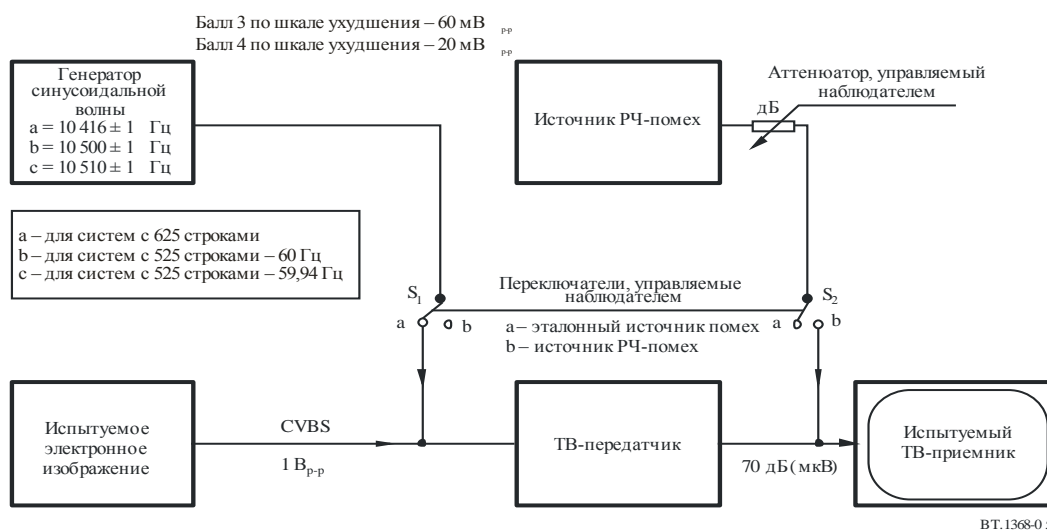 Балл 3 по шкале ухудшения – 60 мВ р-р
Балл 4 по шкале ухудшения – 20 мВ р-р
Генератор
синусоидальной
волны
a = 10 416 ± 1 Гц
b = 10 500 ± 1 Гц
c = 10 510 ± 1 Гц
Источник РЧ-помех
дБ
Аттенюатор, управляемый
наблюдателем
a – для систем с 625 строками
b – для систем с 525 строками – 60 Гц
c – для систем с 525 строками – 59,94 Гц
S1
a
b
Переключатели, управляемые
наблюдателем
a – эталонный источник помех
b – источник РЧ-помех
S2
a
b
Испытуемое
электронное
изображение
CVBS
1 Вp-p
ТВ-передатчик
70 дБ(мкВ)
Испытуемый
ТВ-приемник